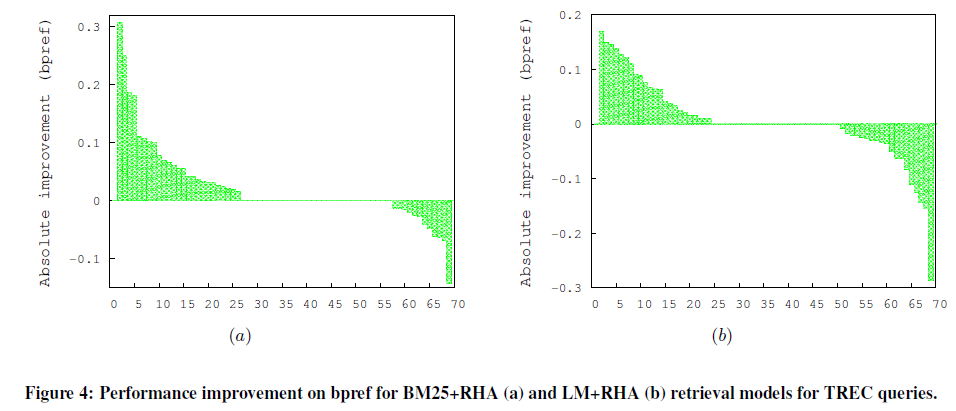 Absolute improvement (bpref)
0.3
0.2
0.1
0
-0.1
0 5 10 15 20 25 30 35 40 45 50 55 60 65 70
(a)
Absolute improvement (bpref)
0.2
0.1
0
-0.1
-0.2
-0.3
0 5 10 15 20 25 30 35 40 45 50 55 60 65 70
(b)
Figure 4: Performance improvement on bpref for BM25+RHA (a) and LM+RHA (b) retrieval models for TREC queries.